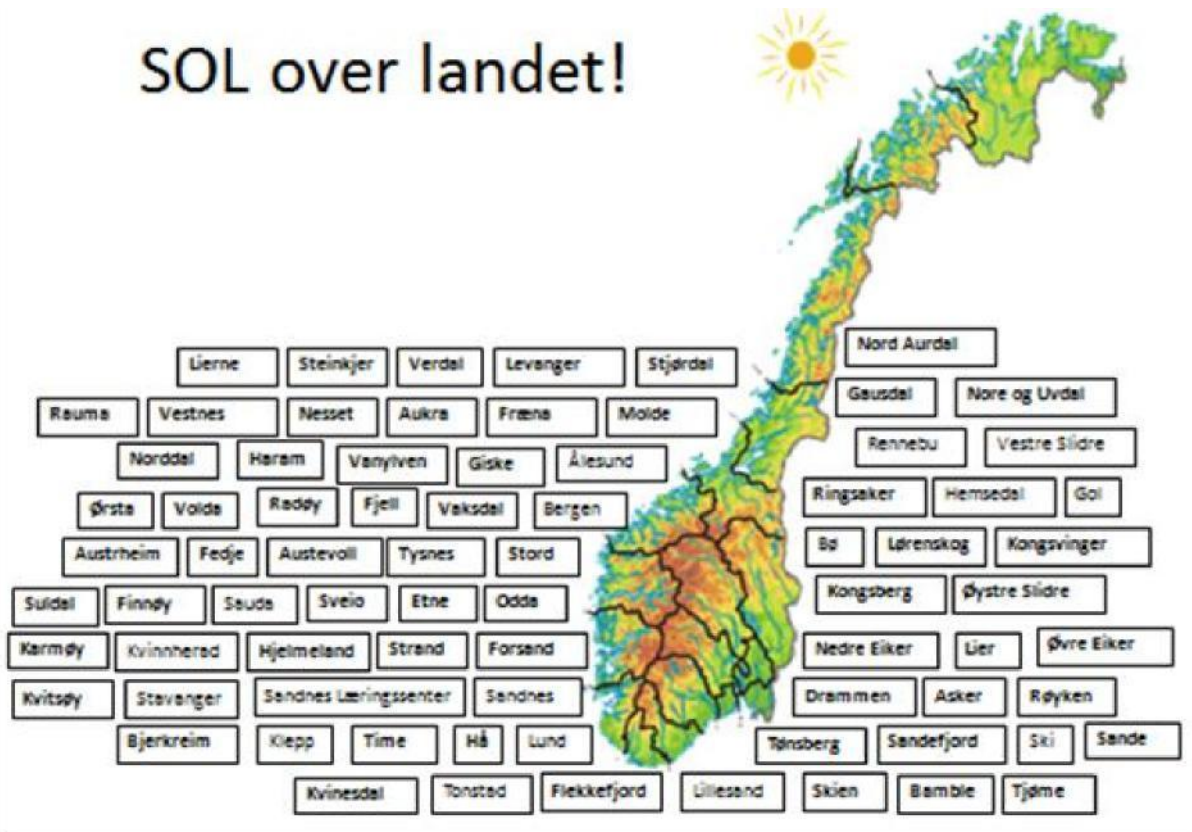 SOL over landet!
Nord Aurdal
Lierne Steinkjer Verdal Levanger Stjørdal
Gausdal Nore og Uvdal
Rauma Vestnes Nesset Aukra Fræna Molde
Rennebu Vestre Slidre
Norddal Haram Vanylven Giske Ålesund
Ringsaker Hemsedal Gol
Ørsta Volda Radøy Fjell Vaksdal Bergen
Bø Lørenskog Kongsvinger
Austrheim Fedje Austevoll Tysnes Stord
Kongsberg Øystre Slidre
Suldal Finnøy Sauda Sveio Etne Odda
Karmøy Kvinnherad Hjelmeland Strand Forsand
Nedre Eiker Lier Øvre Eiker
Kvitsøy Stavanger Sandnes Læringssenter Sandnes
Drammen Asker Røyken
Bjerkreim Klepp Time Hå Lund
Tønsberg Sandefjord Ski Sande
Kvinesdal Tonstad Flekkefjord Lillesand Skien Bamble Tjøme